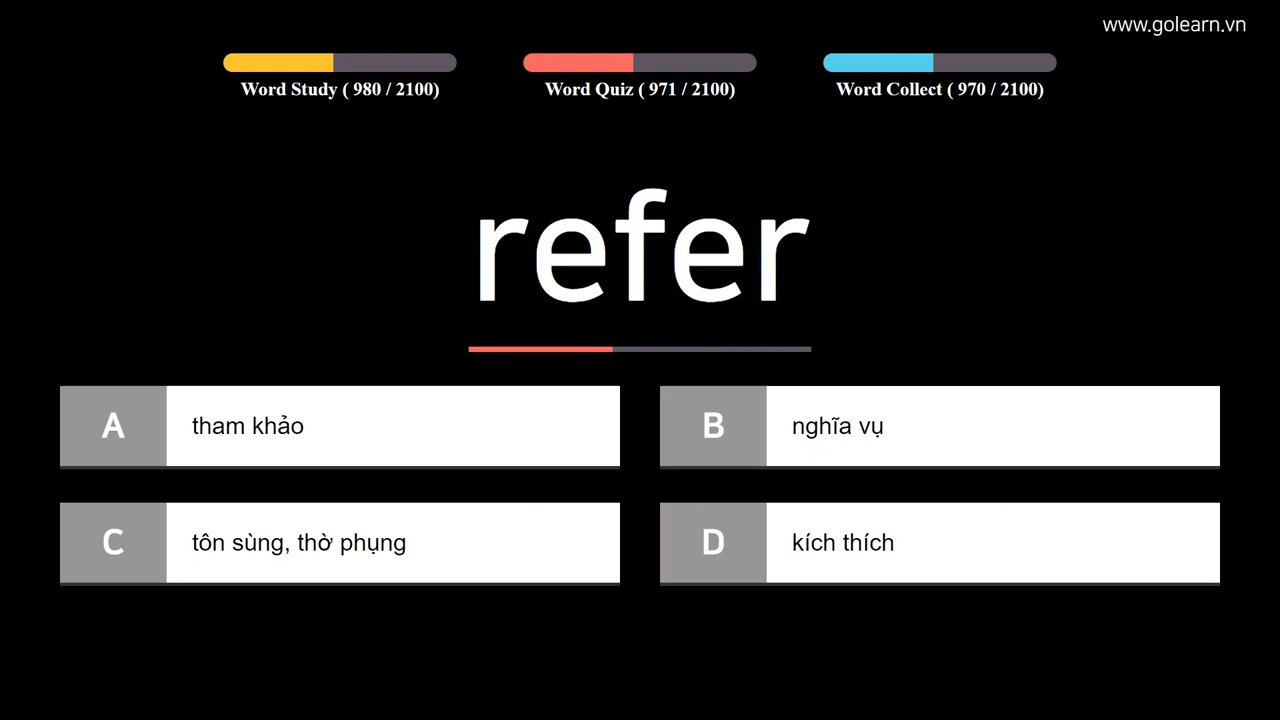 www.golearn.vn
Word Study ( 980 / 2100)
Word Quiz ( 971 / 2100)
Word Collect ( 970 / 2100)
refer
A tham khảo
B nghĩa vụ
C tôn sùng, thờ phụng
D kích thích